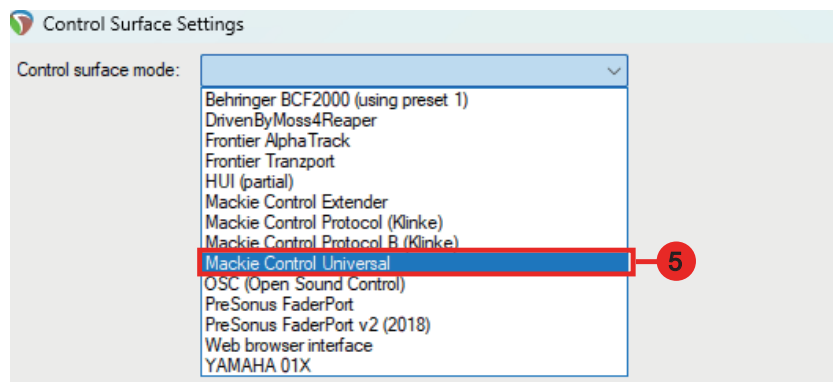 Control Surface Settings
Control surface mode:
Behringer BCF2000 (using preset 1)
DrivenByMoss4Reaper
Frontier AlphaTrack
Frontier Tranzport
HUI (partial)
Mackie Control Extender
Mackie Control Protocol (Klinke)
Mackie Control Protocol B (Klinke)
Mackie Control Universal
5
OSC (Open Sound Control)
PreSonus FaderPort
PreSonus FaderPort v2 (2018)
Web browser interface
YAMAHA 01X